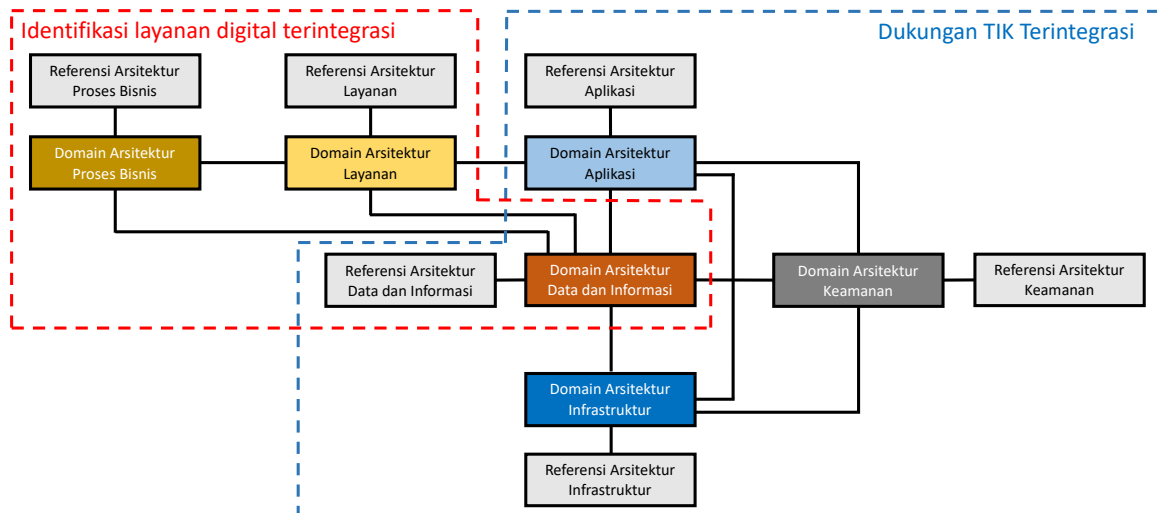 Identifikasi layanan digital terintegrasi
Dukungan TIK Terintegrasi
Referensi Arsitektur
Proses Bisnis
Referensi Arsitektur
Layanan
Referensi Arsitektur
Aplikasi
Domain Arsitektur
Proses Bisnis
Domain Arsitektur
Layanan
Domain Arsitektur
Aplikasi
Referensi Arsitektur
Data dan Informasi
Domain Arsitektur
Data dan Informasi
Domain Arsitektur
Keamanan
Referensi Arsitektur
Keamanan
Domain Arsitektur
Infrastruktur
Referensi Arsitektur
Infrastruktur